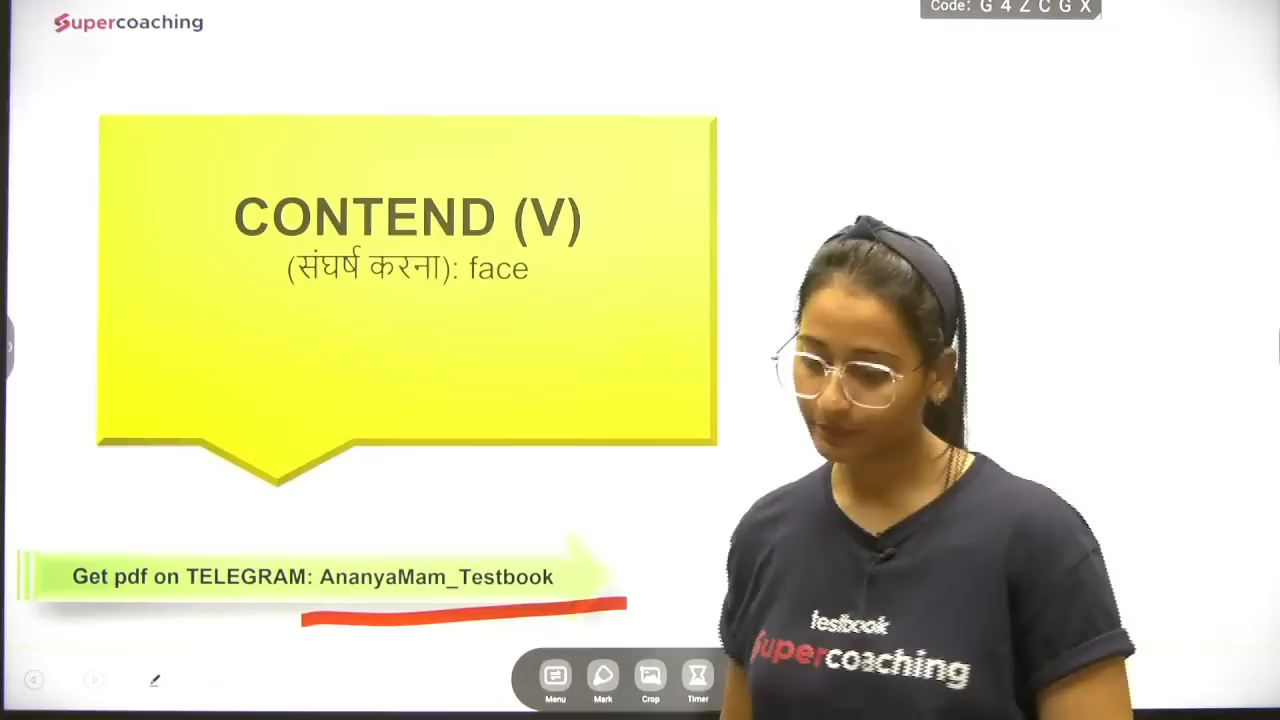 Supercoaching
Code: G 4 Z C G X
CONTEND (V)
(संघर्ष करना): face
Get pdf on TELEGRAM: AnanyaMam_Testbook
Menu
Mark
Crop
Timer
testbook
Supercoaching